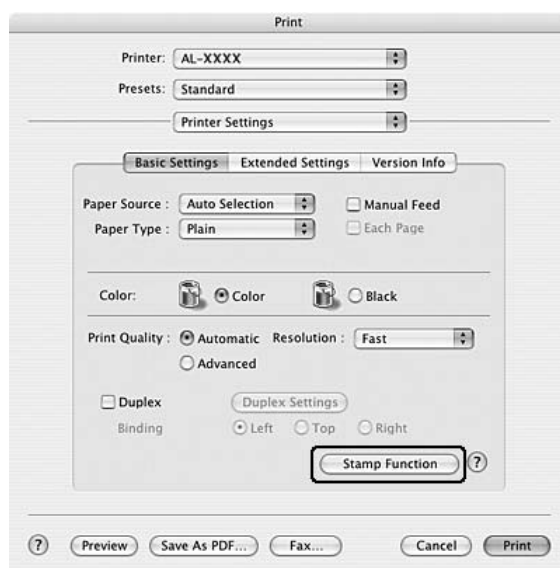 Print
Printer: AL-XXXX
Presets: Standard
Printer Settings
Basic Settings Extended Settings Version Info
Paper Source : Auto Selection Manual Feed
Paper Type : Plain Each Page
Color: Color Black
Print Quality : Automatic Resolution : Fast
Advanced
Duplex Duplex Settings
Binding Left Top Right
Stamp Function ?
? Preview Save As PDF... Fax... Cancel Print